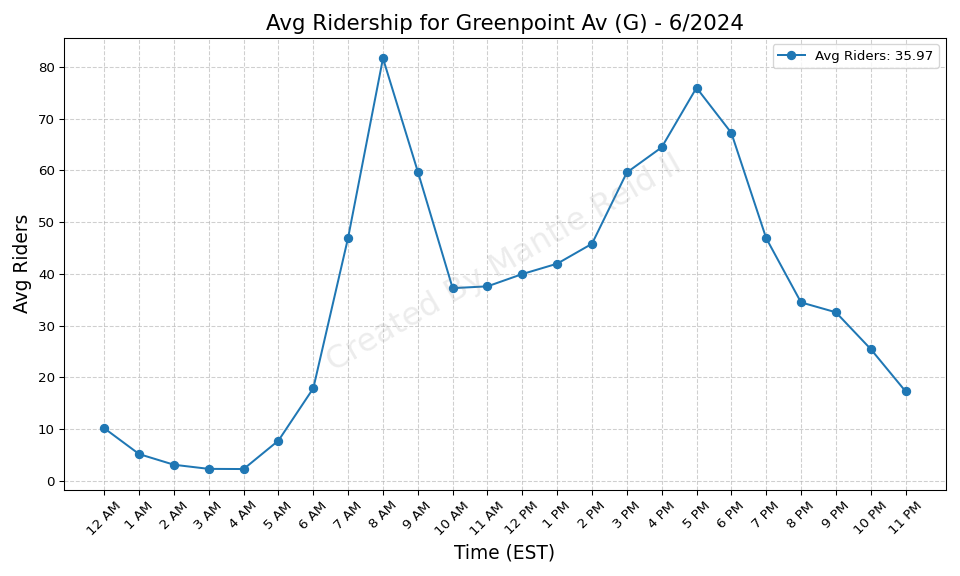 Avg Ridership for Greenpoint Av (G) - 6/2024
Avg Riders: 35.97
Avg Riders
80
70
60
50
40
30
20
10
0
Created By Mantie Reid II
12 AM
1 AM
2 AM
3 AM
4 AM
5 AM
6 AM
7 AM
8 AM
9 AM
10 AM
11 AM
12 PM
1 PM
2 PM
3 PM
4 PM
5 PM
6 PM
7 PM
8 PM
9 PM
10 PM
11 PM
Time (EST)